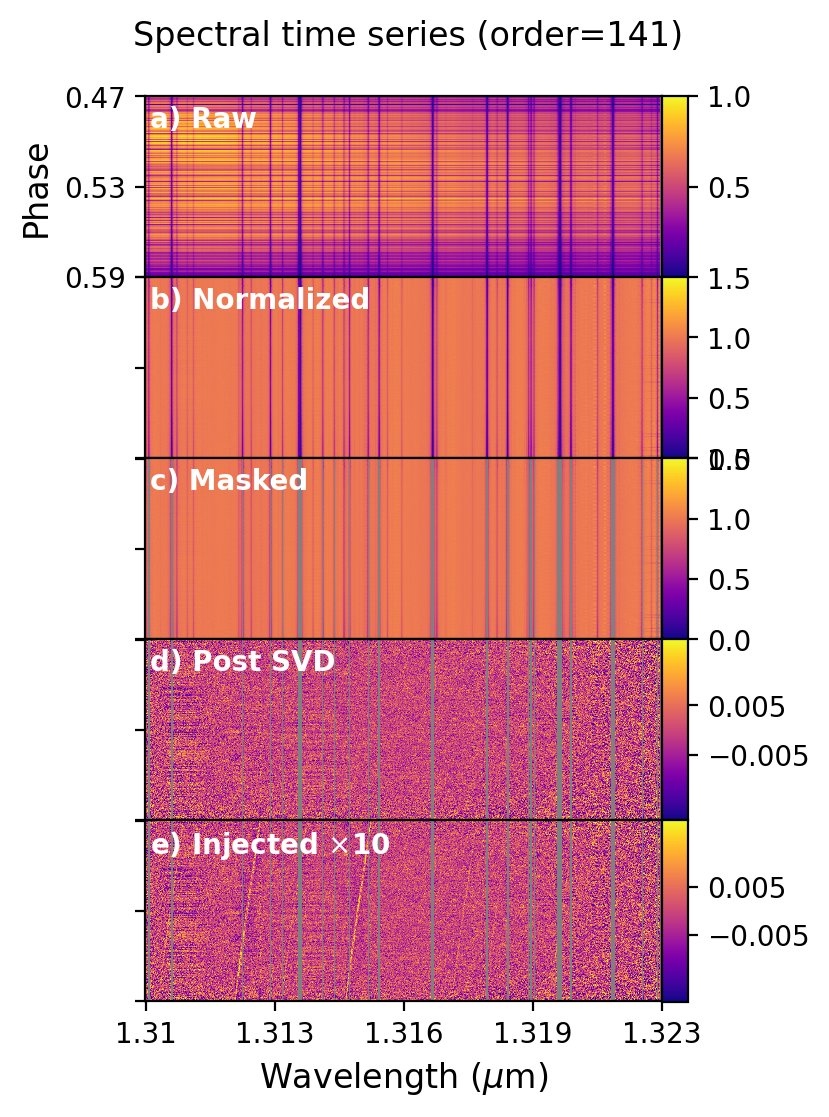 Spectral time series (order=141)
0.47
a) Raw
1.0
Phase
0.53
0.5
0.59
b) Normalized
1.5
1.0
0.5
0.0
c) Masked
1.5
1.0
0.5
0.0
d) Post SVD
0.005
−0.005
e) Injected ×10
0.005
−0.005
1.31 1.313 1.316 1.319 1.323
Wavelength (μm)